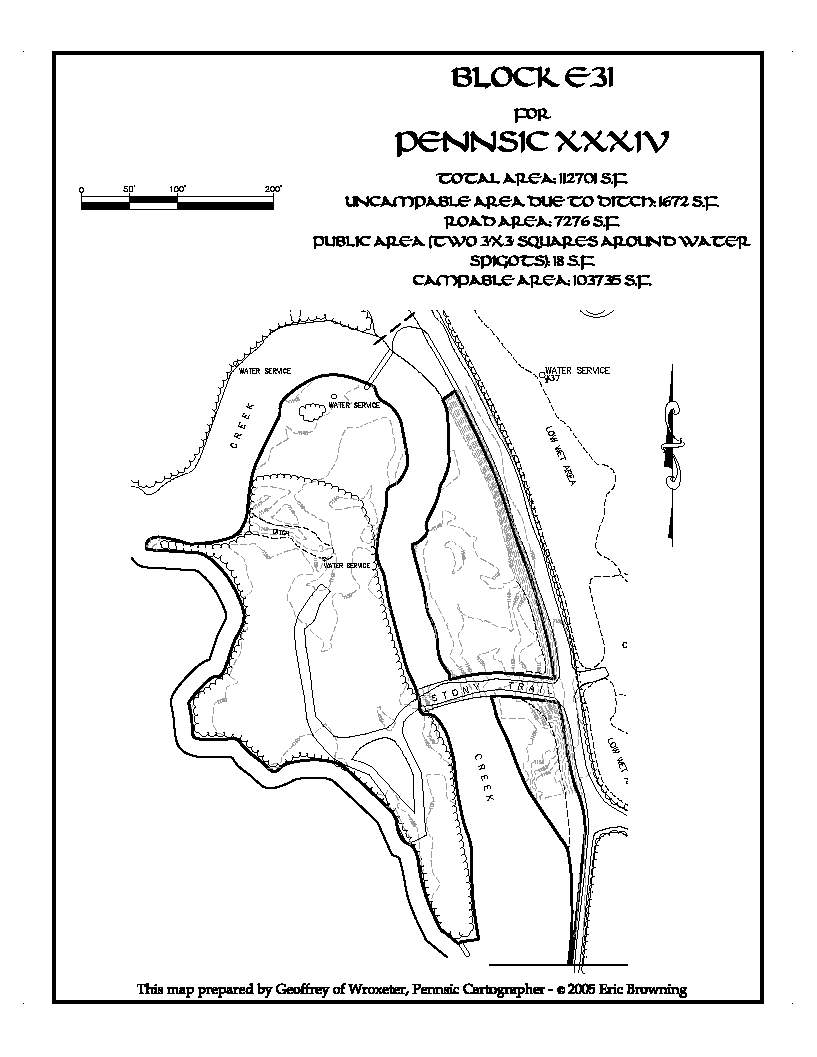 BLOCK E31
FOR
PENNSIC XXXIV
TOTAL AREA: 112701 S.F.
UNCAMPABLE AREA DUE TO DITCH: 1672 S.F.
ROAD AREA: 7276 S.F.
PUBLIC AREA (TWO 3X3 SQUARES AROUND WATER
SPIGOTS): 18 S.F.
CAMPABLE AREA: 103735 S.F.
0 50' 100' 200'
WATER SERVICE
WATER SERVICE
K37
WATER SERVICE
CREEK
LOW WET AREA
DITCH
WATER SERVICE
C
STONY TRAIL
CREEK
LOW WET
This map prepared by Geoffrey of Wroxeter, Pennsic Cartographer - © 2005 Eric Browning